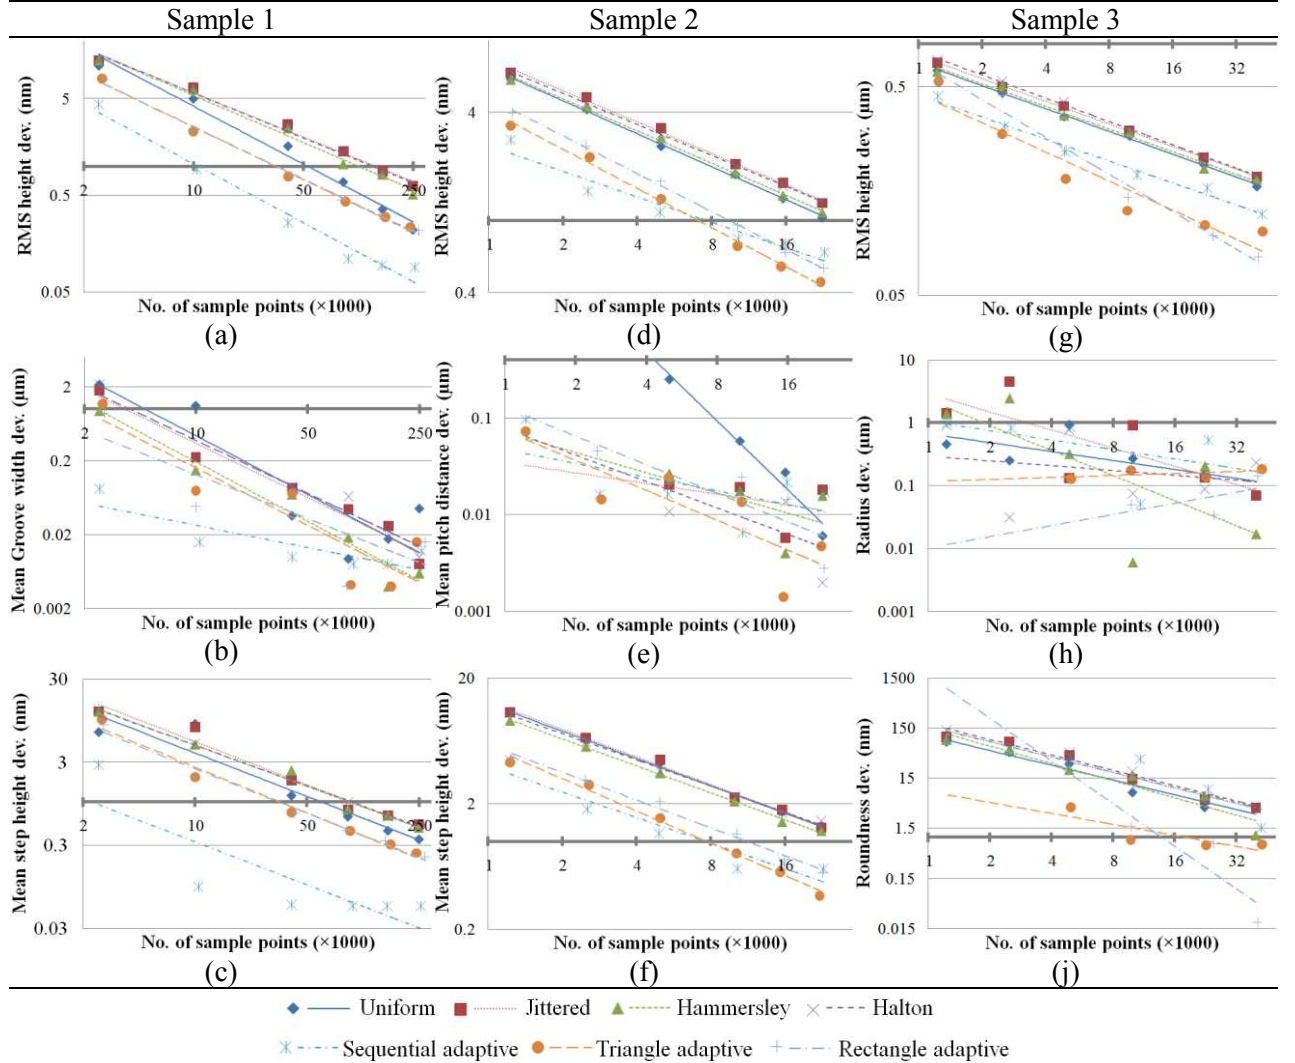 Sample 1 Sample 2 Sample 3
RMS height dev. (nm)
5
0.5
0.05
2 10 50 250
No. of sample points (×1000)
(a)
RMS height dev. (nm)
4
0.4
1 2 4 8 16
No. of sample points (×1000)
(d)
RMS height dev. (µm)
0.5
0.05
1 2 4 8 16 32
No. of sample points (×1000)
(g)
Mean Groove width dev. (µm)
2
0.2
0.02
0.002
2 10 50 250
No. of sample points (×1000)
(b)
Mean pitch distance dev. (µm)
0.1
0.01
0.001
1 2 4 8 16
No. of sample points (×1000)
(e)
Radius dev. (µm)
10
1
0.1
0.01
0.001
1 2 4 8 16 32
No. of sample points (×1000)
(h)
Mean step height dev. (nm)
30
3
0.3
0.03
2 10 50 250
No. of sample points (×1000)
(c)
Mean step height dev. (nm)
20
2
0.2
1 2 4 8 16
No. of sample points (×1000)
(f)
Roundness dev. (nm)
1500
150
15
1.5
0.15
0.015
1 2 4 8 16 32
No. of sample points (×1000)
(j)
Uniform Jittered Hammersley Halton
Sequential adaptive Triangle adaptive Rectangle adaptive